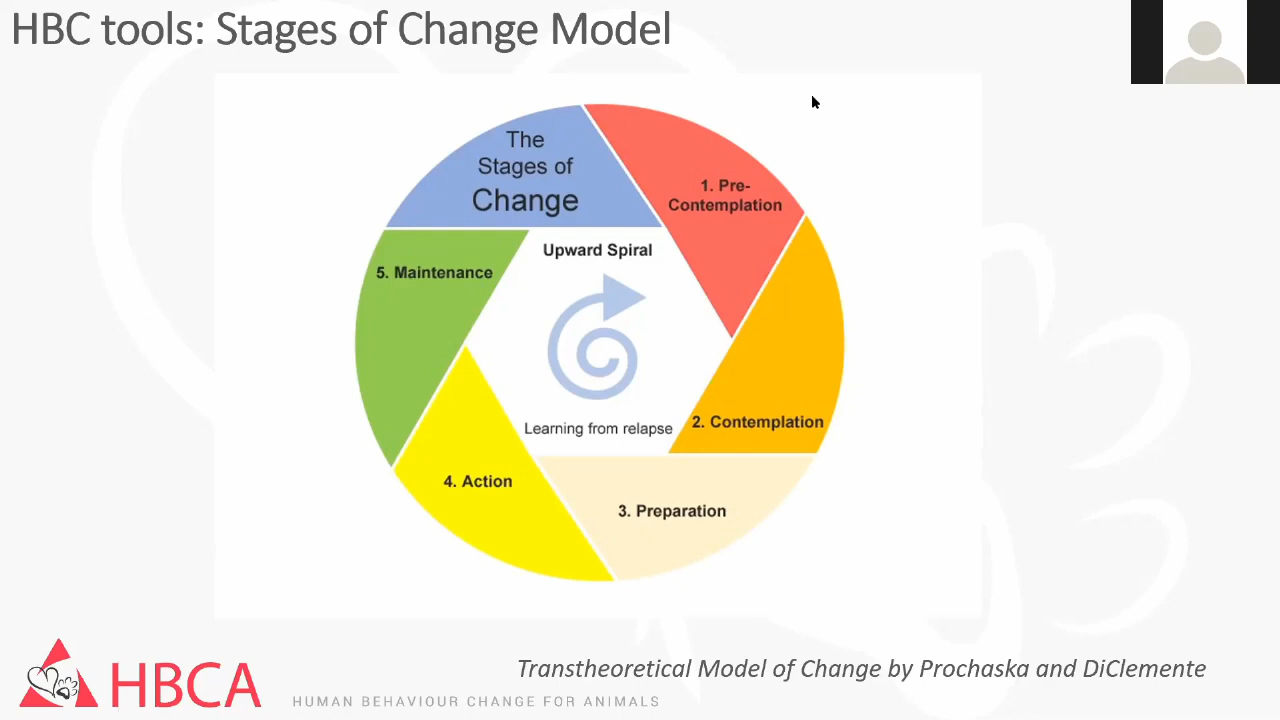 HBC tools: Stages of Change Model
The
Stages of
Change
1. Pre-
Contemplation
Upward Spiral
5. Maintenance
2. Contemplation
Learning from relapse
4. Action
3. Preparation
Transtheoretical Model of Change by Prochaska and DiClemente
HBCA
HUMAN BEHAVIOUR CHANGE FOR ANIMALS